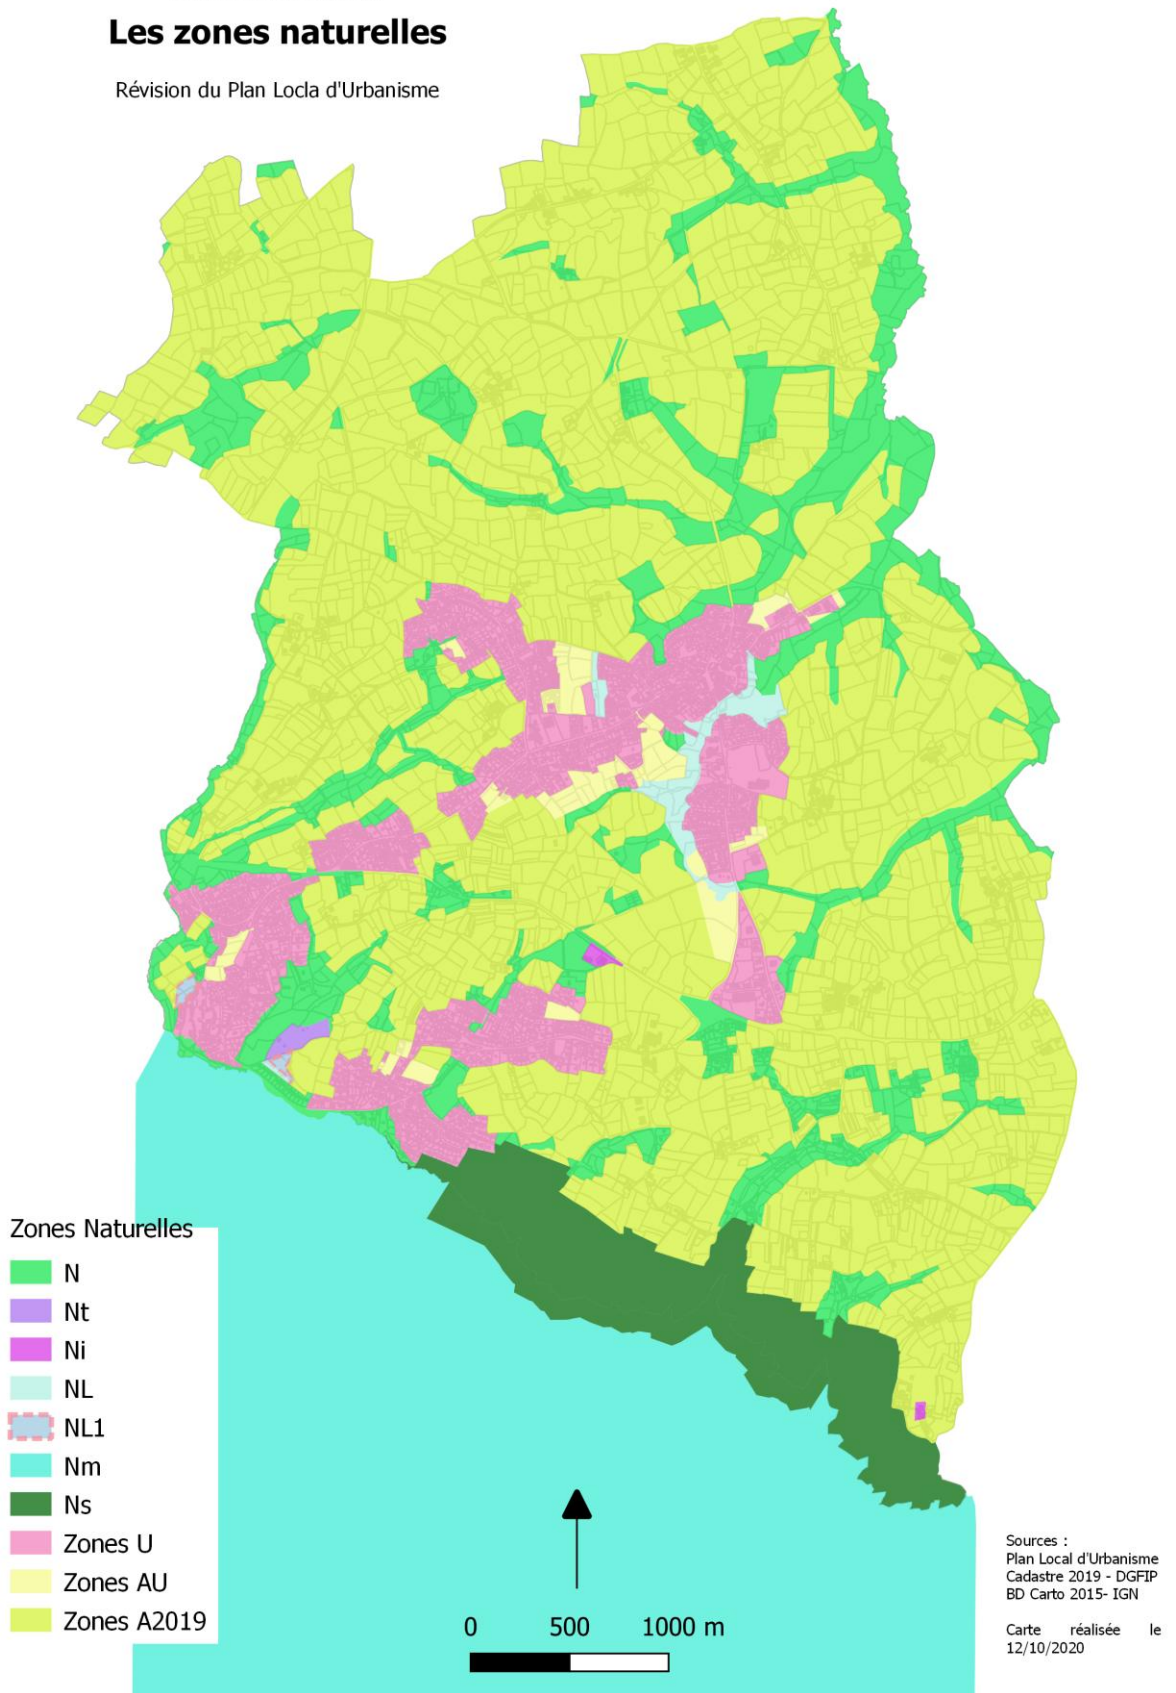 Les zones naturelles
Révision du Plan Locla d'Urbanisme
Zones Naturelles
N
Nt
Ni
NL
NL1
Nm
Ns
Zones U
Zones AU
Zones A2019
0 500 1000 m
Sources :
Plan Local d'Urbanisme
Cadastre 2019 - DGFIP
BD Carto 2015- IGN
Carte réalisée le
12/10/2020